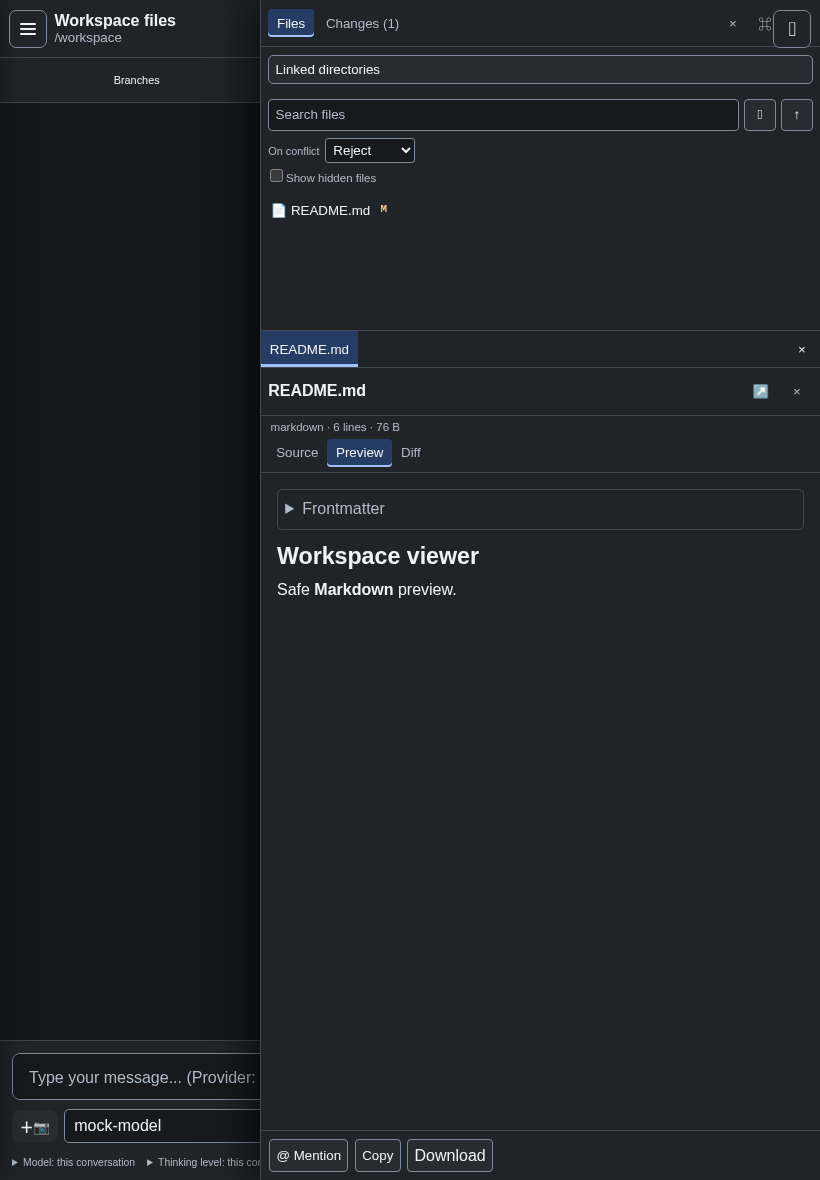 Workspace files
/workspace
Branches
Files
Changes (1)
×
⌘
Linked directories
Search files
↑
On conflict
Reject
Show hidden files
README.md
M
README.md
×
README.md
×
markdown · 6 lines · 76 B
Source
Preview
Diff
Frontmatter
Workspace viewer
Safe Markdown preview.
Type your message... (Provider:
+
mock-model
Model: this conversation
Thinking level: this con
@ Mention
Copy
Download